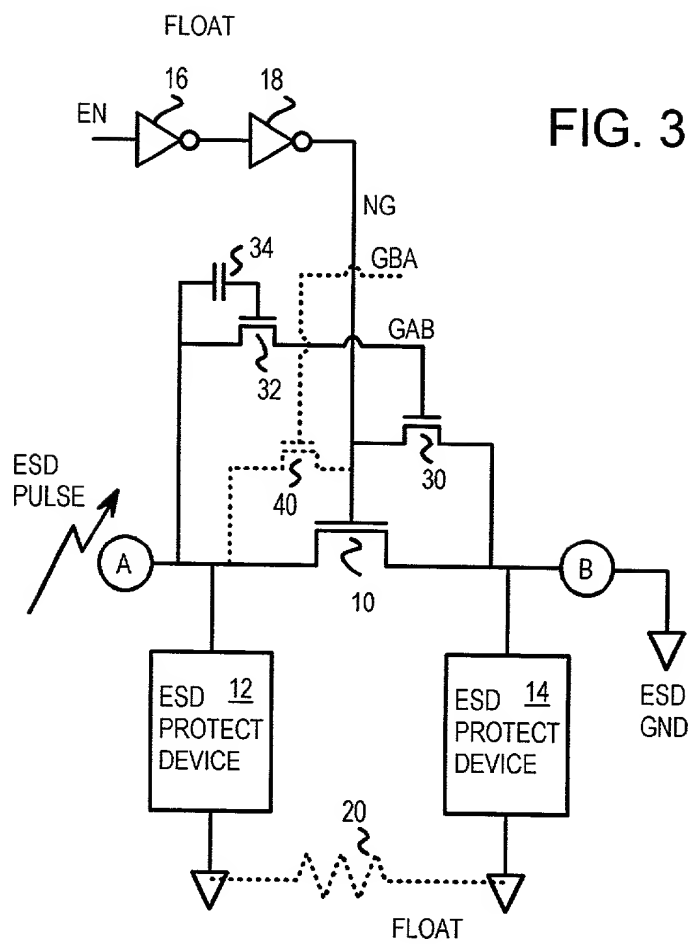 FLOAT
16
18
EN
FIG. 3
NG
34
GBA
GAB
32
30
40
ESD
PULSE
A
B
10
ESD 12
PROTECT
DEVICE
ESD 14
PROTECT
DEVICE
ESD
GND
20
FLOAT